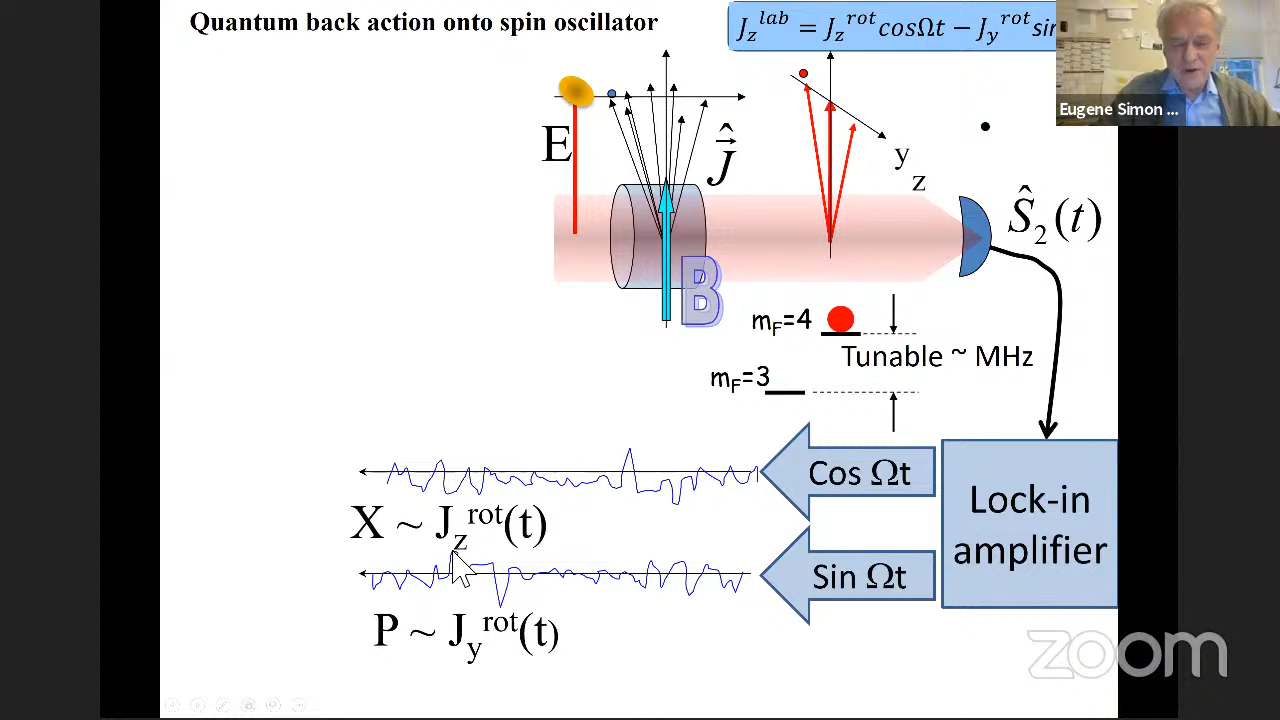 Quantum back action onto spin oscillator
J_z^lab = J_z^rot cosΩt − J_y^rot sin
Eugene Simon ...
E
Ĵ
y
z
Ŝ₂(t)
B
m_F=4
Tunable ~ MHz
m_F=3
Cos Ωt
Lock-in
amplifier
X ~ J_z^rot(t)
Sin Ωt
P ~ J_y^rot(t)
zoom